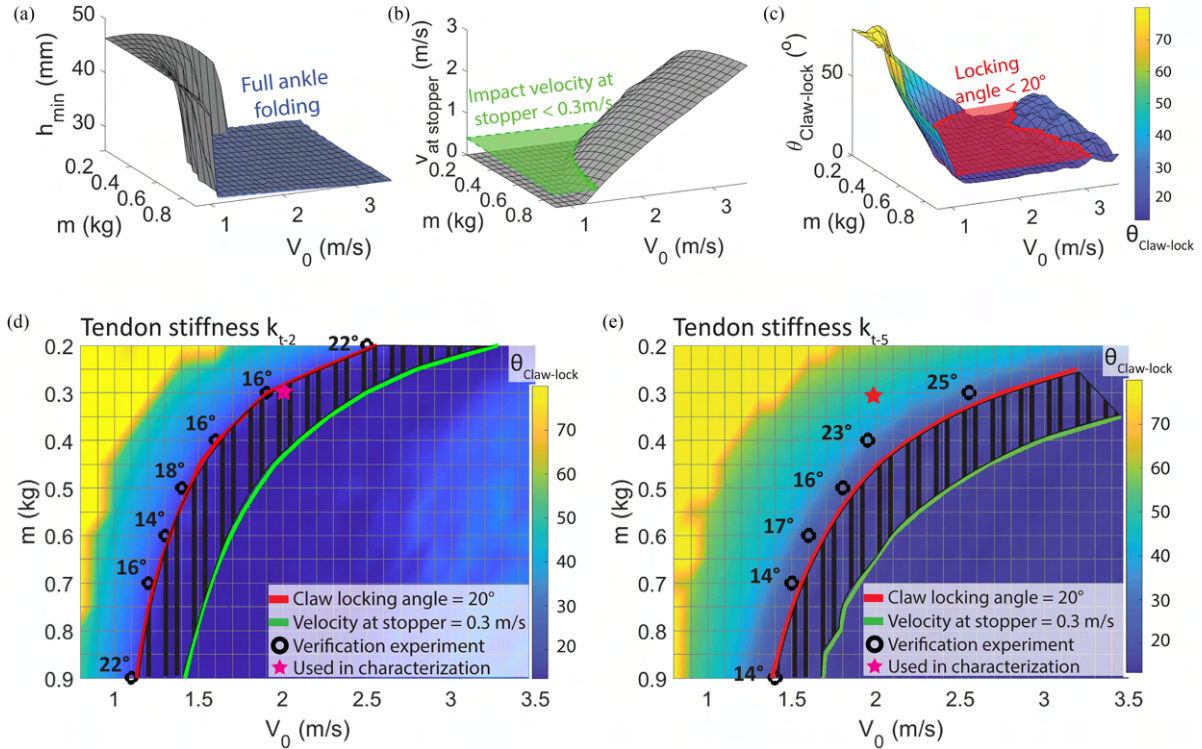 (a)
50
40
30
h_min (mm)
Full ankle
folding
0.2
0.4
0.6
0.8
m (kg)
1
2
3
V_0 (m/s)
(b)
3
2
1
0
v_at stopper (m/s)
Impact velocity at
stopper < 0.3m/s
0.2
0.4
0.6
0.8
m (kg)
1
2
3
V_0 (m/s)
(c)
50
0
θ_Claw-lock (°)
Locking
angle < 20°
0.2
0.4
0.6
0.8
m (kg)
1
2
3
V_0 (m/s)
70
60
50
40
30
20
θ_Claw-lock
(d)
Tendon stiffness k_t-2
0.2
0.3
0.4
0.5
0.6
0.7
0.8
0.9
m (kg)
22°
16°
16°
18°
14°
16°
22°
Claw locking angle = 20°
Velocity at stopper = 0.3 m/s
Verification experiment
Used in characterization
1
1.5
2
2.5
3
3.5
V_0 (m/s)
θ_Claw-lock
70
60
50
40
30
20
(e)
Tendon stiffness k_t-5
0.2
0.3
0.4
0.5
0.6
0.7
0.8
0.9
m (kg)
25°
23°
16°
17°
14°
14°
Claw locking angle = 20°
Velocity at stopper = 0.3 m/s
Verification experiment
Used in characterization
1
1.5
2
2.5
3
3.5
V_0 (m/s)
θ_Claw-lock
70
60
50
40
30
20